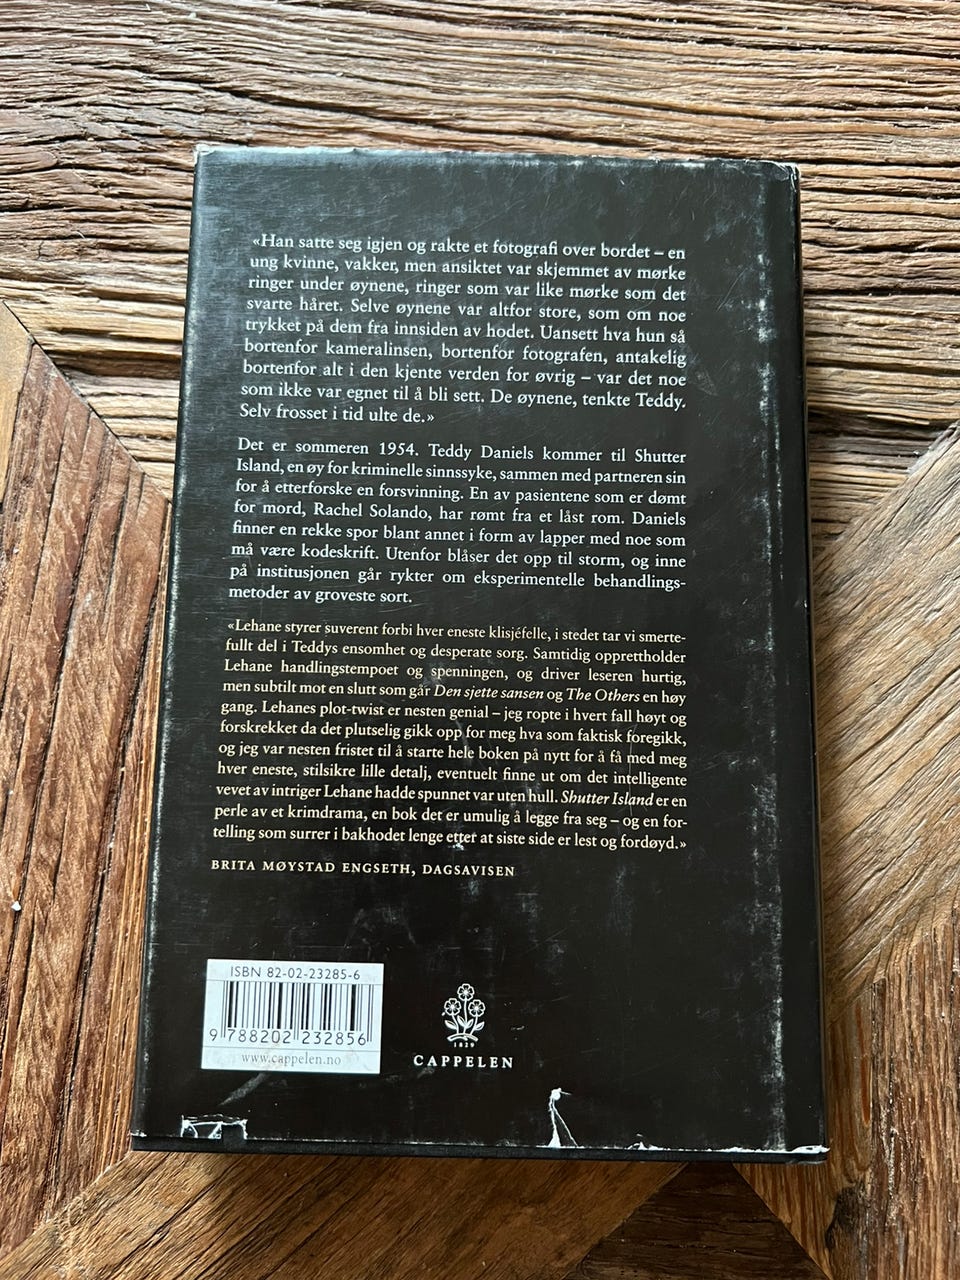 «Han satte seg igjen og rakte et fotografi over bordet – en
ung kvinne, vakker, men ansiktet var skjemmet av mørke
ringer under øynene, ringer som var like mørke som det
svarte håret. Selve øynene var altfor store, som om noe
trykket på dem fra innsiden av hodet. Uansett hva hun så
bortenfor kameralinsen, bortenfor fotografen, antakelig
bortenfor alt i den kjente verden for øvrig – var det noe
som ikke var egnet til å bli sett. De øynene, tenkte Teddy.
Selv frosset i tid ulte de.»
Det er sommeren 1954. Teddy Daniels kommer til Shutter
Island, en øy for kriminelle sinnssyke, sammen med partneren sin
for å etterforske en forsvinning. En av pasientene som er dømt
for mord, Rachel Solando, har rømt fra et låst rom. Daniels
finner en rekke spor blant annet i form av lapper med noe som
må være kodeskrift. Utenfor blåser det opp til storm, og inne
på institusjonen går rykter om eksperimentelle behandlings-
metoder av groveste sort.
«Lehane styrer suverent forbi hver eneste klisjéfelle, i stedet tar vi smerte-
fullt del i Teddys ensomhet og desperate sorg. Samtidig opprettholder
Lehane handlingstempoet og spenningen, og driver leseren hurtig,
men subtilt mot en slutt som går Den sjette sansen og The Others en høy
gang. Lehanes plot-twist er nesten genial – jeg ropte i hvert fall høyt og
forskrekket da det plutselig gikk opp for meg hva som faktisk foregikk,
og jeg var nesten fristet til å starte hele boken på nytt for å få med meg
hver eneste, stilsikre lille detalj, eventuelt finne ut om det intelligente
vevet av intriger Lehane hadde spunnet var uten hull. Shutter Island er en
perle av et krimdrama, en bok det er umulig å legge fra seg – og en for-
telling som surrer i bakhodet lenge etter at siste side er lest og fordøyd.»
BRITA MØYSTAD ENGSETH, DAGSAVISEN
ISBN 82-02-23285-6
9 788202 232856
www.cappelen.no
1829
CAPPELEN